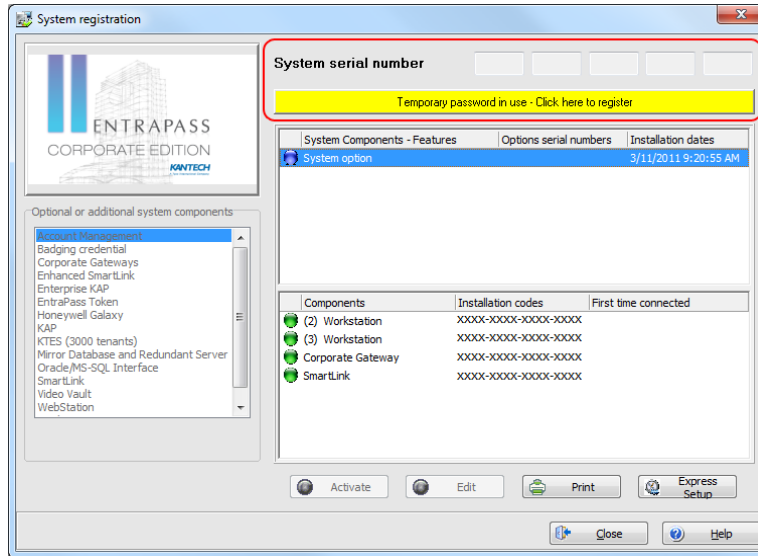 System registration
ENTRAPASS
CORPORATE EDITION
KANTECH
System serial number
Temporary password in use - Click here to register
System Components - Features Options serial numbers Installation dates
System option 3/11/2011 9:20:55 AM
Optional or additional system components
Account Management
Badging credential
Corporate Gateways
Enhanced SmartLink
Enterprise KAP
EntraPass Token
Honeywell Galaxy
KAP
KTES (3000 tenants)
Mirror Database and Redundant Server
Oracle/MS-SQL Interface
SmartLink
Video Vault
WebStation
Components Installation codes First time connected
(2) Workstation XXXX-XXXX-XXXX-XXXX
(3) Workstation XXXX-XXXX-XXXX-XXXX
Corporate Gateway XXXX-XXXX-XXXX-XXXX
SmartLink XXXX-XXXX-XXXX-XXXX
Activate Edit Print Express Setup
Close Help